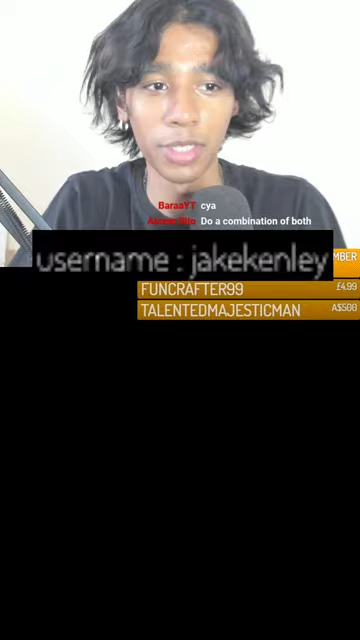 BaraaYT cya
Do a combination of both
username : jakekenley
MBER
FUNCRAFTER99 £4.99
TALENTEDMAJESTICMAN A$500